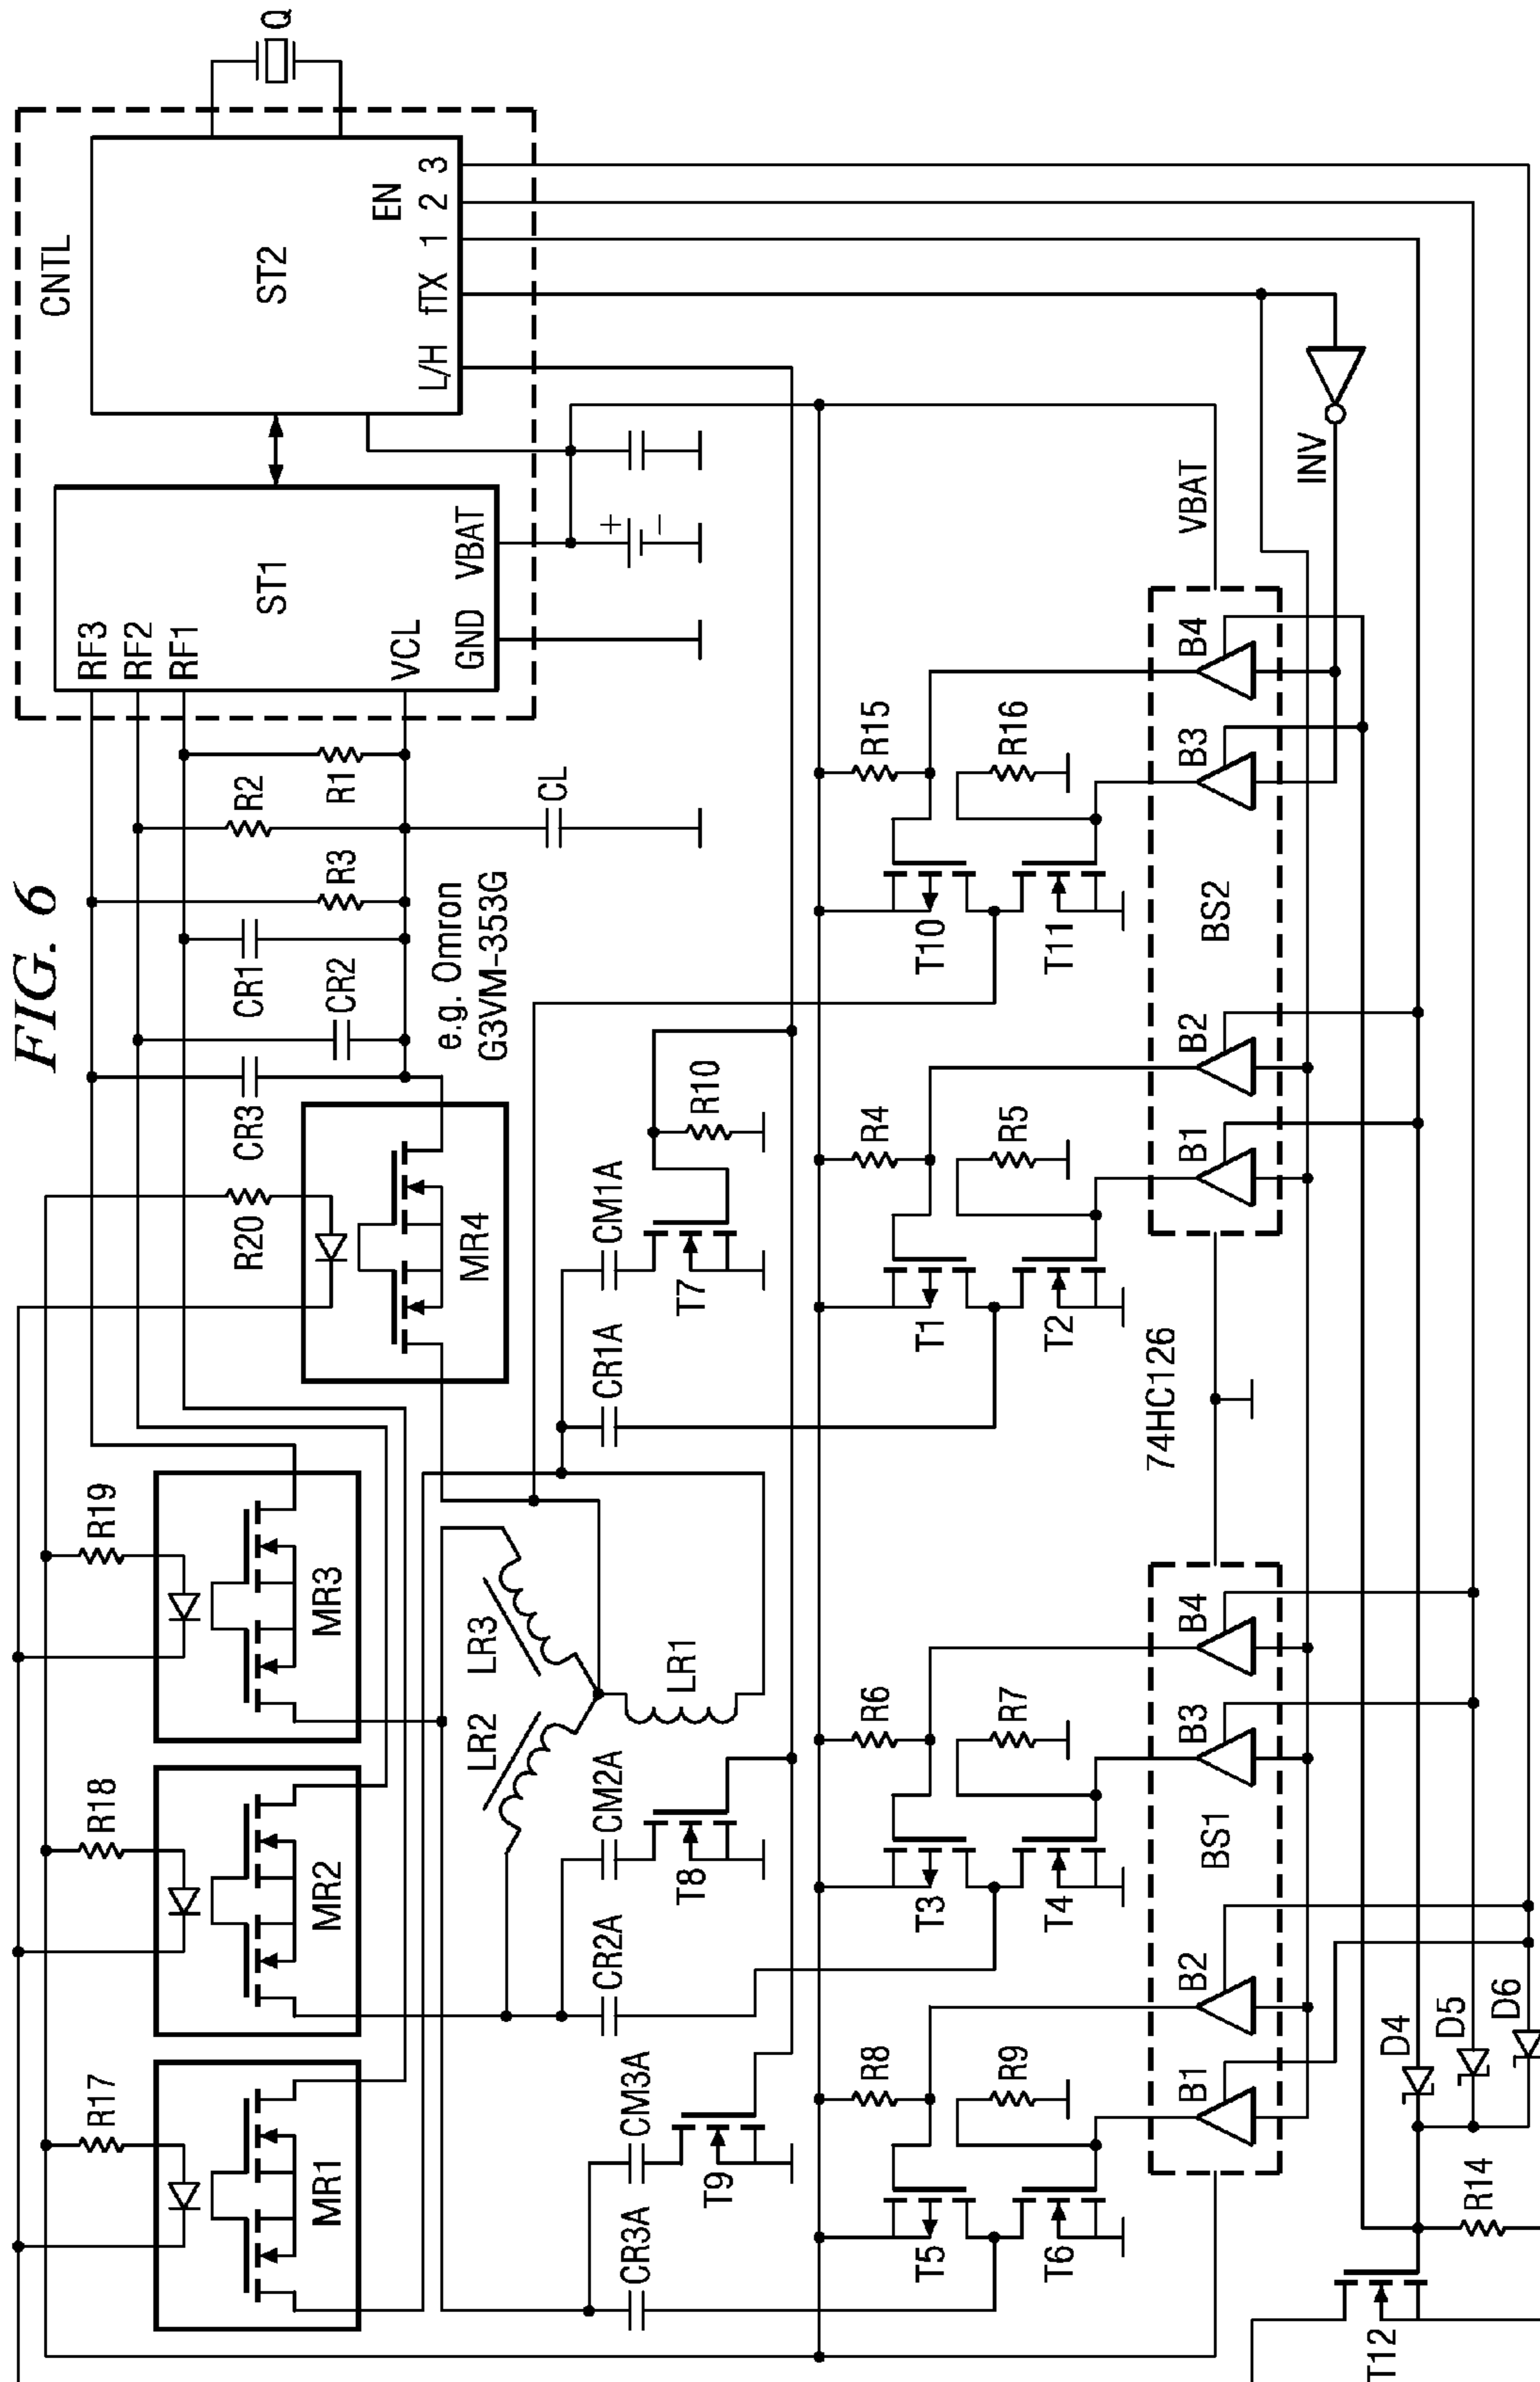 FIG. 6
CNTL
ST2
Q
EN
L/H
fTX
1
2
3
ST1
RF3
RF2
RF1
VCL
GND
VBAT
+
−
R1
R2
R3
CR1
CR2
CR3
CL
e.g. Omron
G3VM-353G
R20
MR4
R19
MR3
R18
MR2
R17
MR1
LR3
LR2
LR1
CM1A
CR1A
T7
R10
CM2A
CR2A
T8
CM3A
CR3A
T9
R15
R16
T10
T11
R4
R5
T1
T2
R6
R7
T3
T4
R8
R9
T5
T6
VBAT
INV
B4
B3
BS2
B2
B1
74HC126
B4
B3
BS1
B2
B1
D4
D5
D6
R14
T12